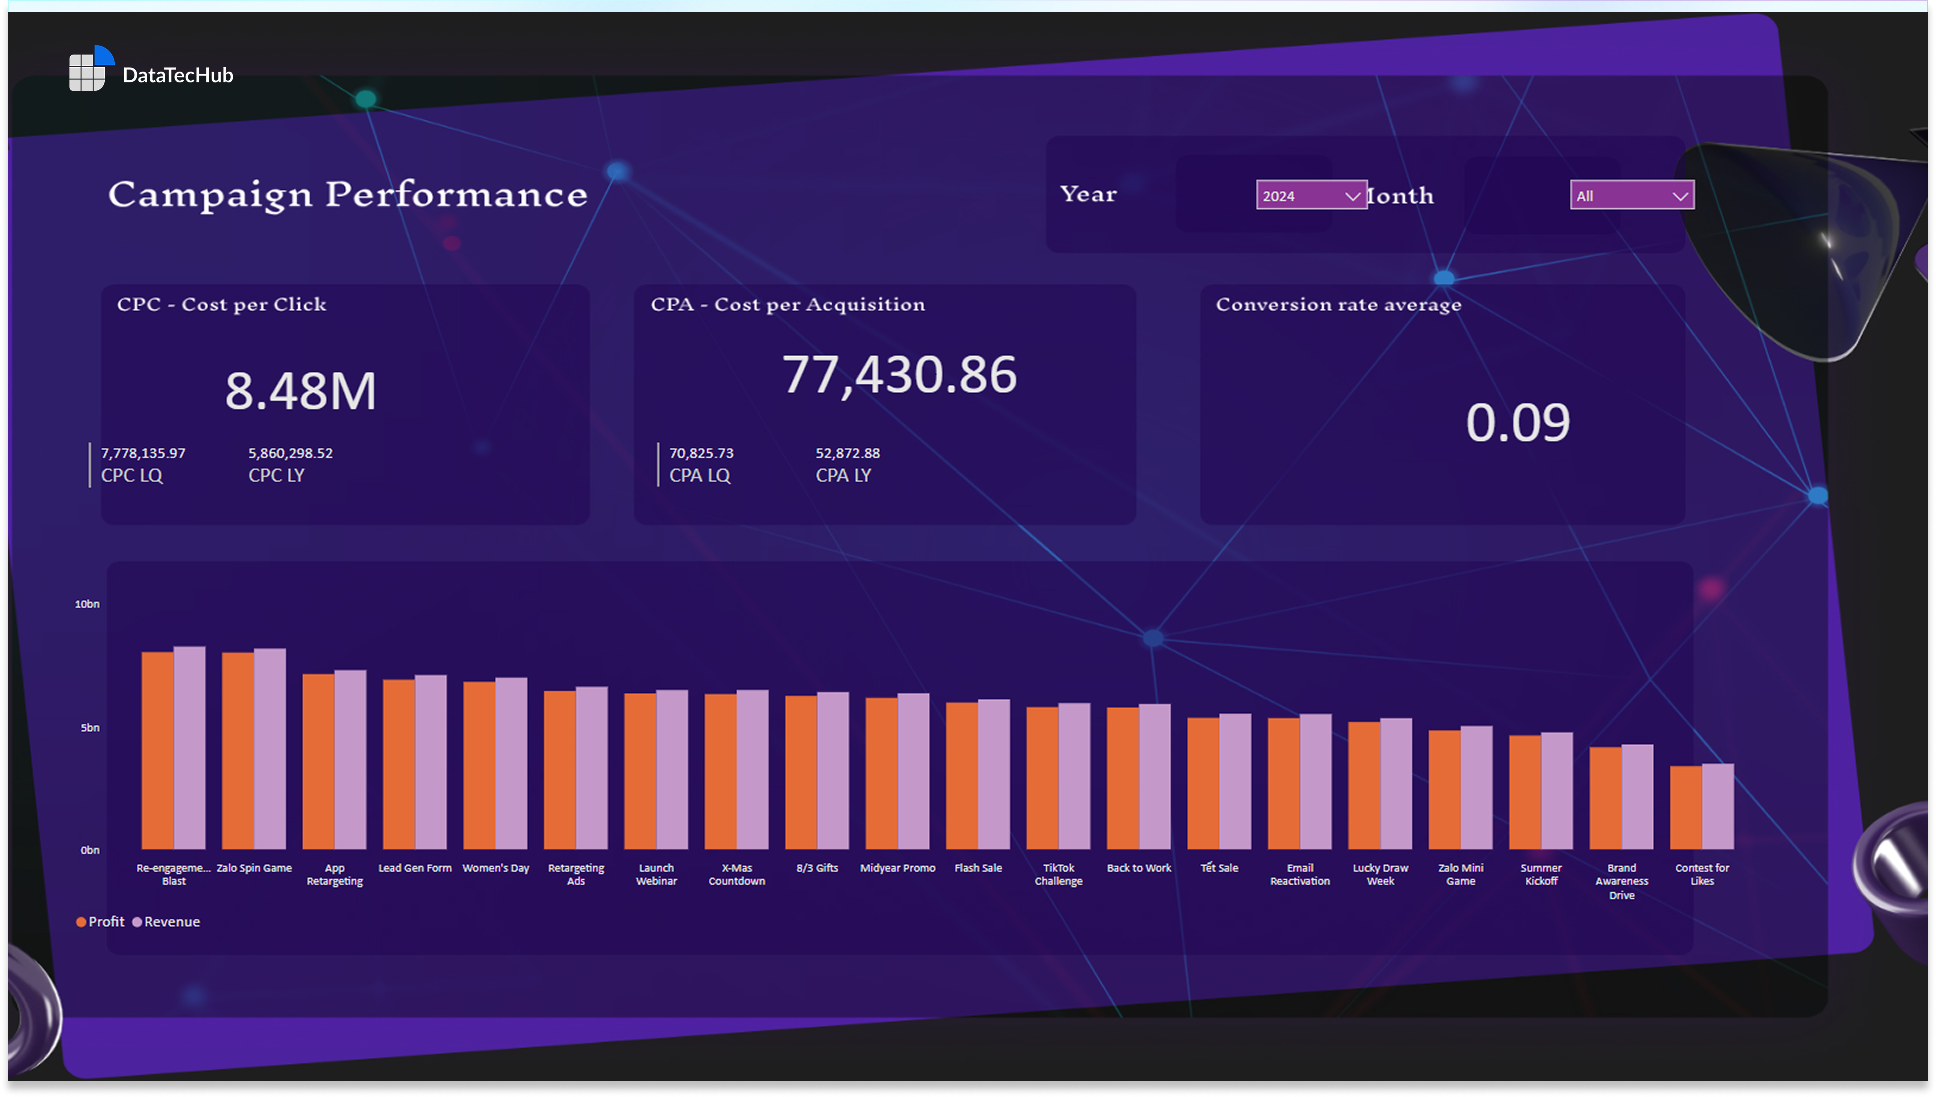 DataTecHub
Campaign Performance
Year
2024
Month
All
CPC - Cost per Click
8.48M
7,778,135.97
CPC LQ
5,860,298.52
CPC LY
CPA - Cost per Acquisition
77,430.86
70,825.73
CPA LQ
52,872.88
CPA LY
Conversion rate average
0.09
10bn
5bn
0bn
Re-engageme...
Blast
Zalo Spin Game
App
Retargeting
Lead Gen Form
Women's Day
Retargeting
Ads
Launch
Webinar
X-Mas
Countdown
8/3 Gifts
Midyear Promo
Flash Sale
TikTok
Challenge
Back to Work
Tết Sale
Email
Reactivation
Lucky Draw
Week
Zalo Mini
Game
Summer
Kickoff
Brand
Awareness
Drive
Contest for
Likes
Profit Revenue